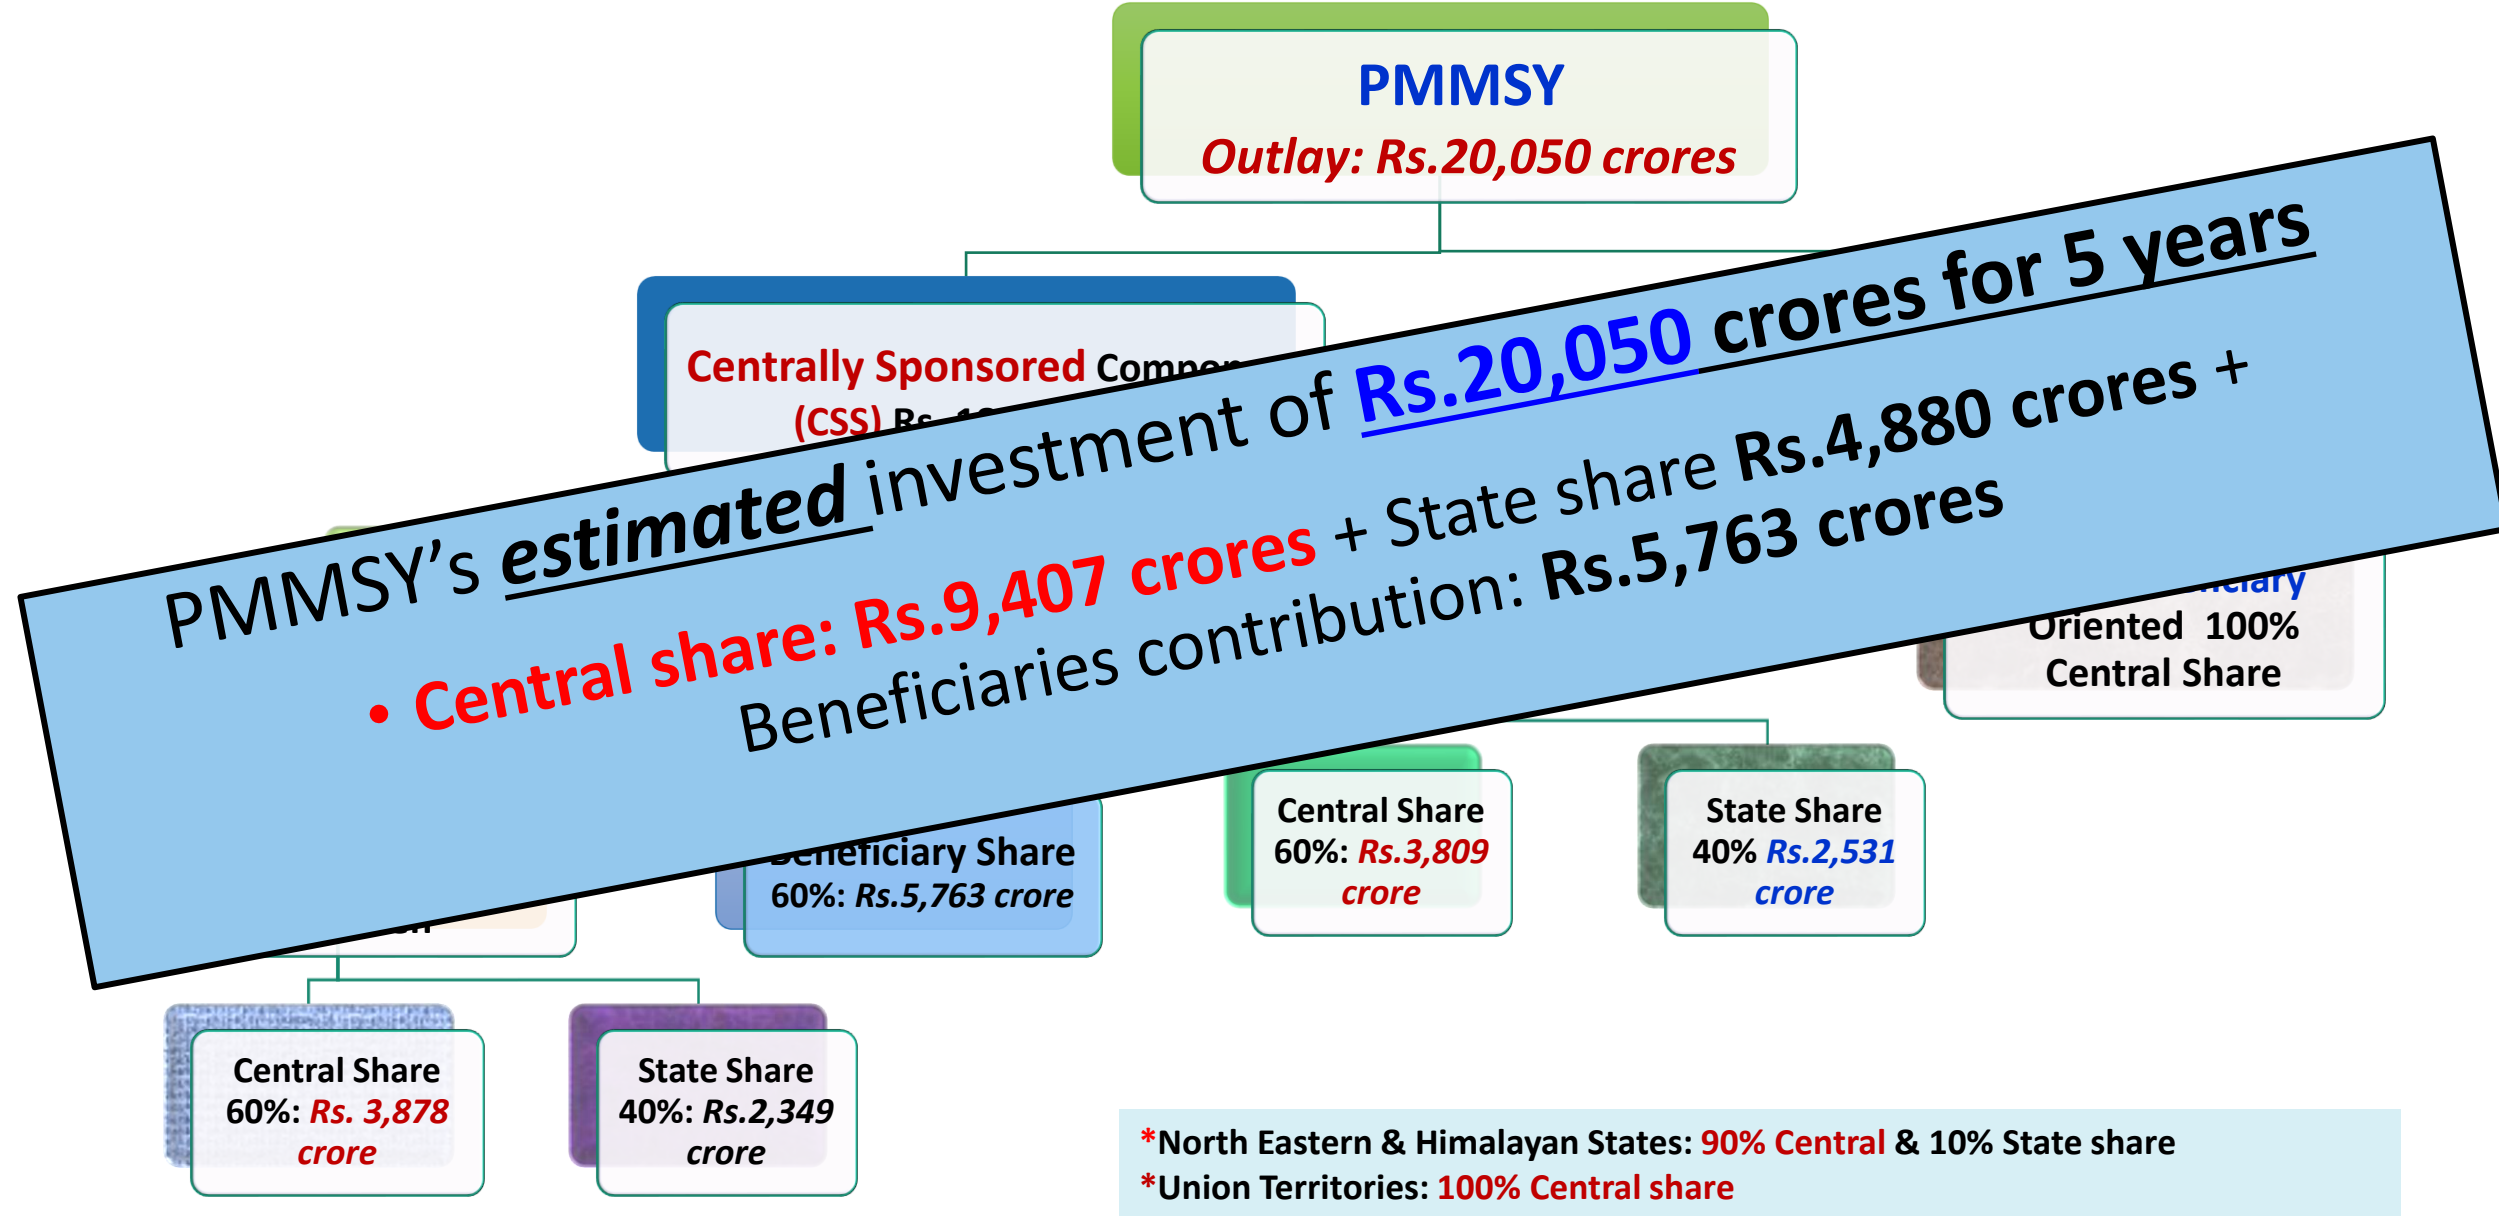 PMMSY
Outlay: Rs.20,050 crores
Centrally Sponsored
(CSS) Rs.
PMMSY’s estimated investment of Rs.20,050 crores for 5 years
• Central share: Rs.9,407 crores + State share Rs.4,880 crores +
Beneficiaries contribution: Rs.5,763 crores
Oriented 100%
Central Share
Beneficiary Share
60%: Rs.5,763 crore
Central Share
60%: Rs.3,809
crore
State Share
40% Rs.2,531
crore
Central Share
60%: Rs. 3,878
crore
State Share
40%: Rs.2,349
crore
*North Eastern & Himalayan States: 90% Central & 10% State share
*Union Territories: 100% Central share